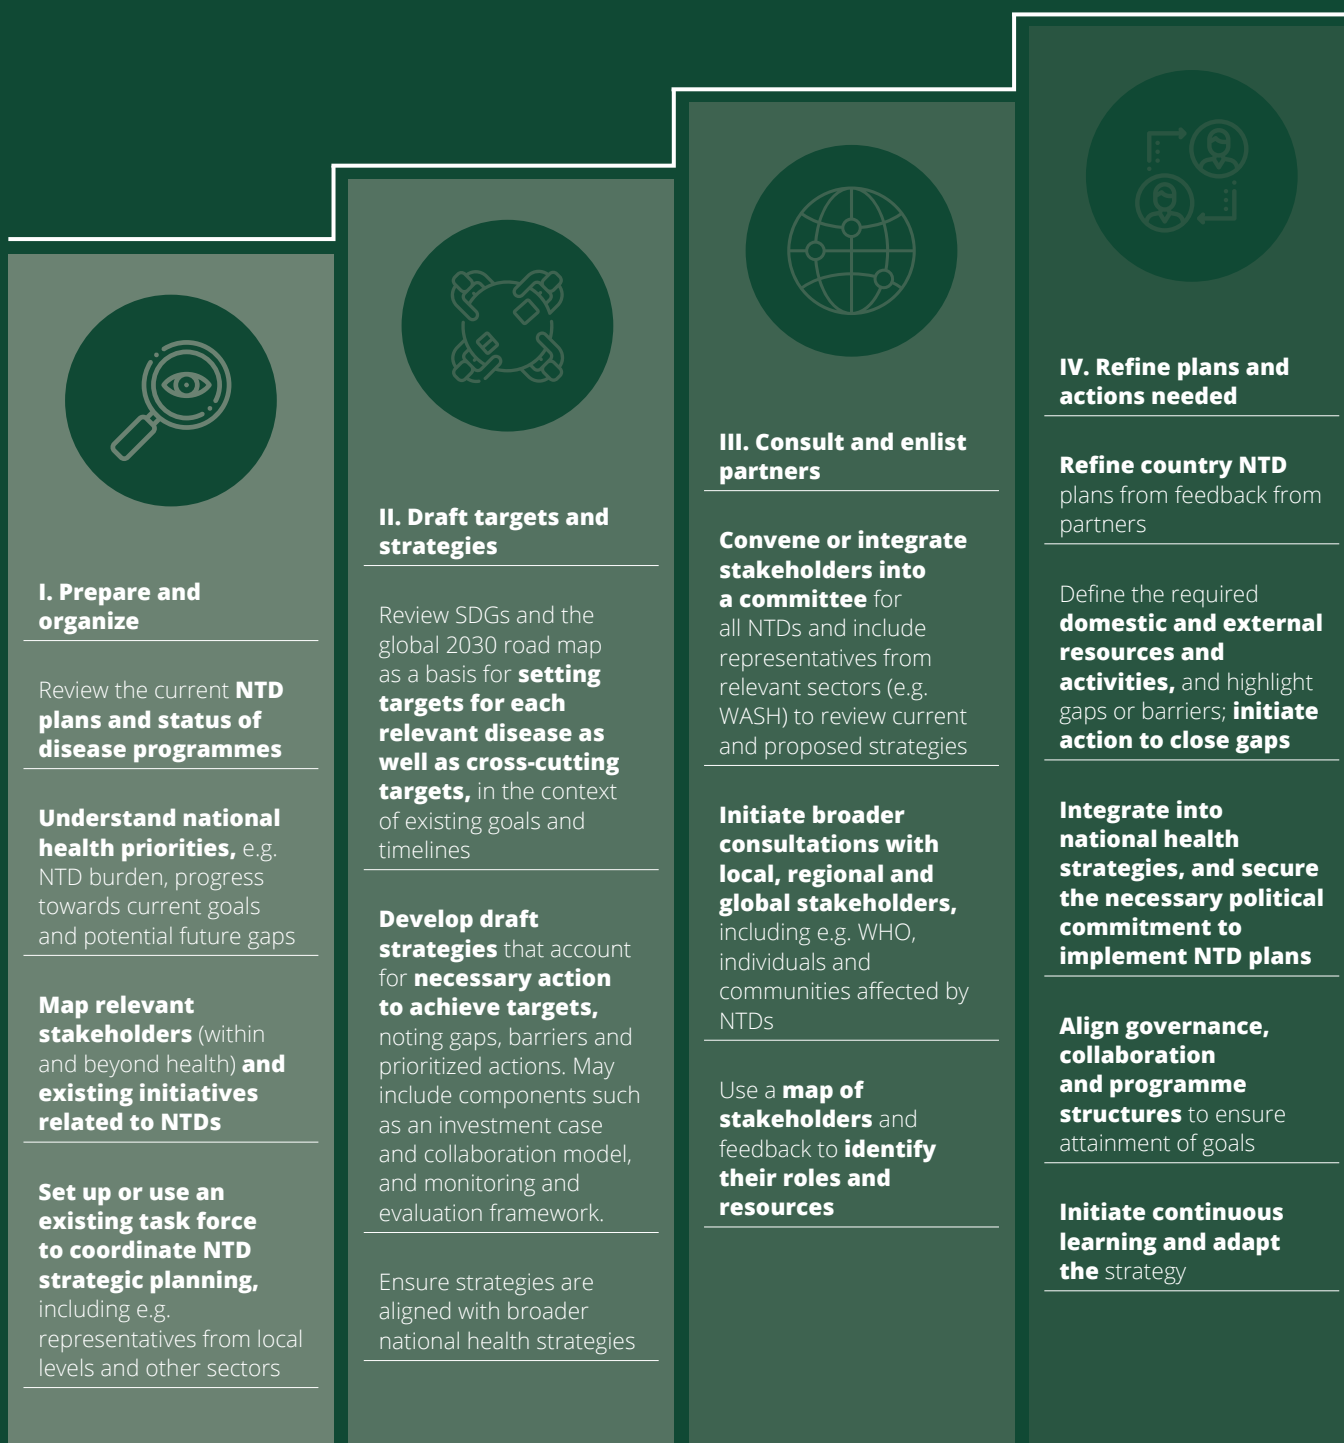 I. Prepare and
organize
Review the current NTD
plans and status of
disease programmes
Understand national
health priorities, e.g.
NTD burden, progress
towards current goals
and potential future gaps
Map relevant
stakeholders (within
and beyond health) and
existing initiatives
related to NTDs
Set up or use an
existing task force
to coordinate NTD
strategic planning,
including e.g.
representatives from local
levels and other sectors
II. Draft targets and
strategies
Review SDGs and the
global 2030 road map
as a basis for setting
targets for each
relevant disease as
well as cross-cutting
targets, in the context
of existing goals and
timelines
Develop draft
strategies that account
for necessary action
to achieve targets,
noting gaps, barriers and
prioritized actions. May
include components such
as an investment case
and collaboration model,
and monitoring and
evaluation framework.
Ensure strategies are
aligned with broader
national health strategies
III. Consult and enlist
partners
Convene or integrate
stakeholders into
a committee for
all NTDs and include
representatives from
relevant sectors (e.g.
WASH) to review current
and proposed strategies
Initiate broader
consultations with
local, regional and
global stakeholders,
including e.g. WHO,
individuals and
communities affected by
NTDs
Use a map of
stakeholders and
feedback to identify
their roles and
resources
IV. Refine plans and
actions needed
Refine country NTD
plans from feedback from
partners
Define the required
domestic and external
resources and
activities, and highlight
gaps or barriers; initiate
action to close gaps
Integrate into
national health
strategies, and secure
the necessary political
commitment to
implement NTD plans
Align governance,
collaboration
and programme
structures to ensure
attainment of goals
Initiate continuous
learning and adapt
the strategy